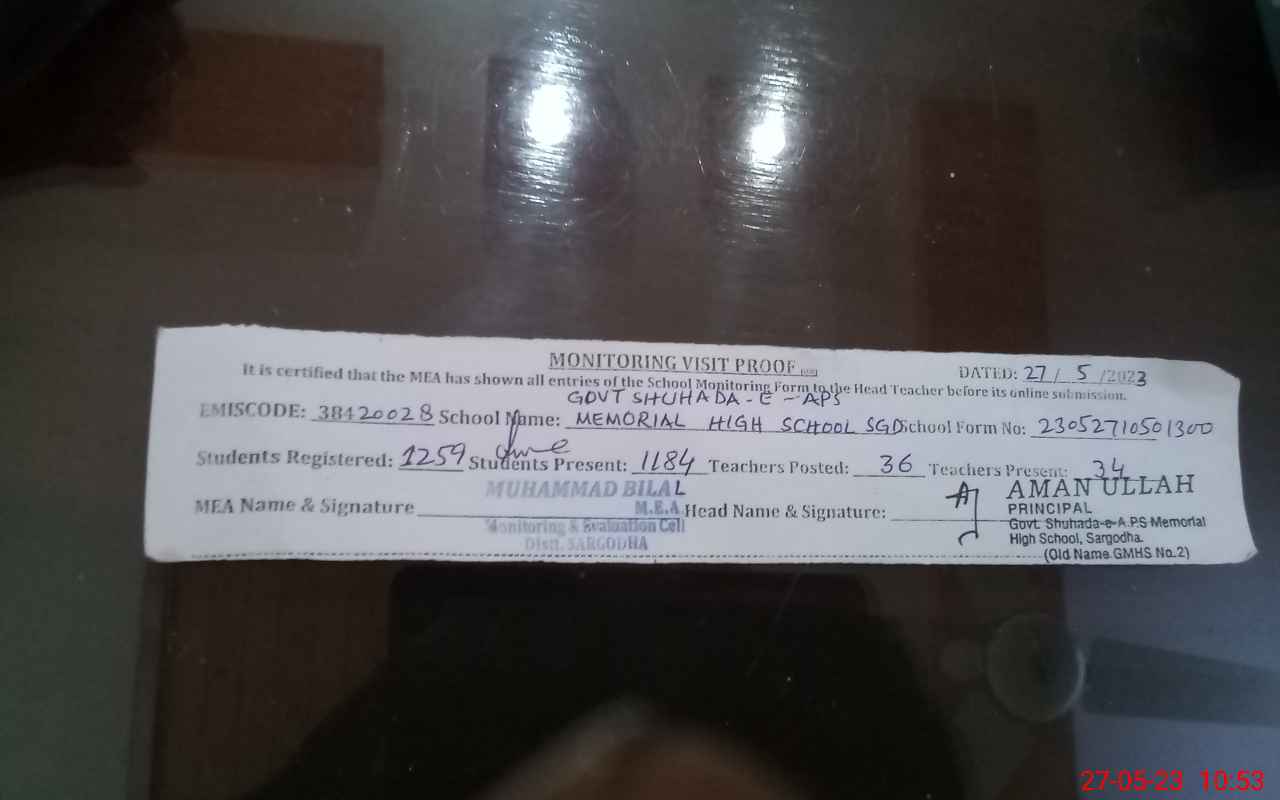 MONITORING VISIT PROOF
DATED: 27/5/2023
It is certified that the MEA has shown all entries of the School Monitoring Form to the Head Teacher before its online submission.
GOVT SHUHADA-E-APS
EMISCODE: 38420028 School Name: MEMORIAL HIGH SCHOOL SGD School Form No: 23052710501300
Students Registered: 1259 Students Present: 1184 Teachers Posted: 36 Teachers Present: 34
MEA Name & Signature MUHAMMAD BILAL Head Name & Signature: AMAN ULLAH
M.E.A
Monitoring & Evaluation Cell
Distt. SARGODHA
PRINCIPAL
Govt. Shuhada-e-A.P.S Memorial
High School, Sargodha.
(Old Name GMHS No.2)
27-05-23 10:53